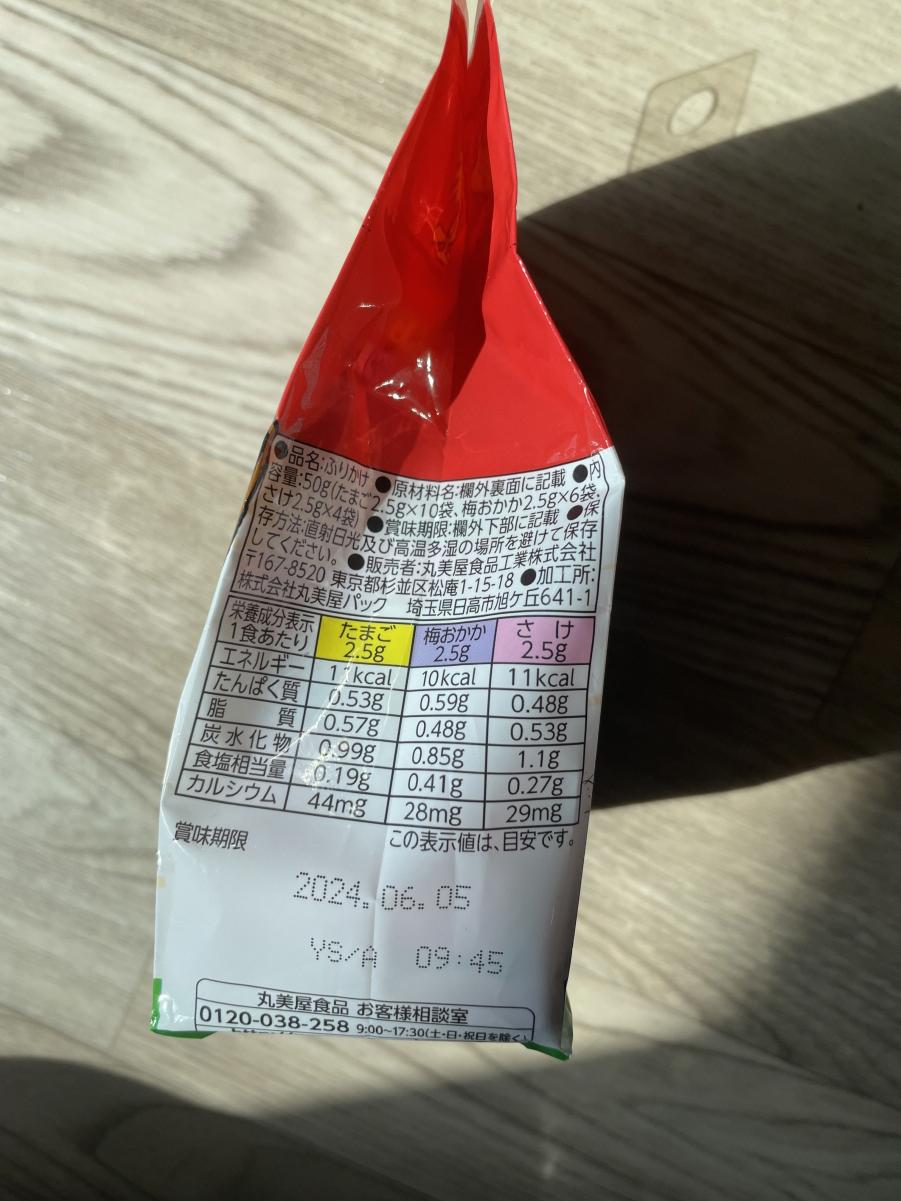 ●品名:ふりかけ ●原材料名:欄外裏面に記載 ●内
容量:50g(たまご2.5g×10袋、梅おかか2.5g×6袋、
さけ2.5g×4袋) ●賞味期限:欄外下部に記載 ●保
存方法:直射日光及び高温多湿の場所を避けて保存
してください。 ●販売者:丸美屋食品工業株式会社
〒167-8520 東京都杉並区松庵1-15-18 ●加工所:
株式会社丸美屋パック 埼玉県日高市旭ケ丘641-1
栄養成分表示 たまご 梅おかか さけ
1食あたり 2.5g 2.5g 2.5g
エネルギー 11kcal 10kcal 11kcal
たんぱく質 0.53g 0.59g 0.48g
脂質 0.57g 0.48g 0.53g
炭水化物 0.99g 0.85g 1.1g
食塩相当量 0.19g 0.41g 0.27g
カルシウム 44mg 28mg 29mg
賞味期限 この表示値は、目安です。
2024.06.05
YS/A 09:45
丸美屋食品 お客様相談室
0120-038-258 9:00~17:30(土・日・祝日を除く)